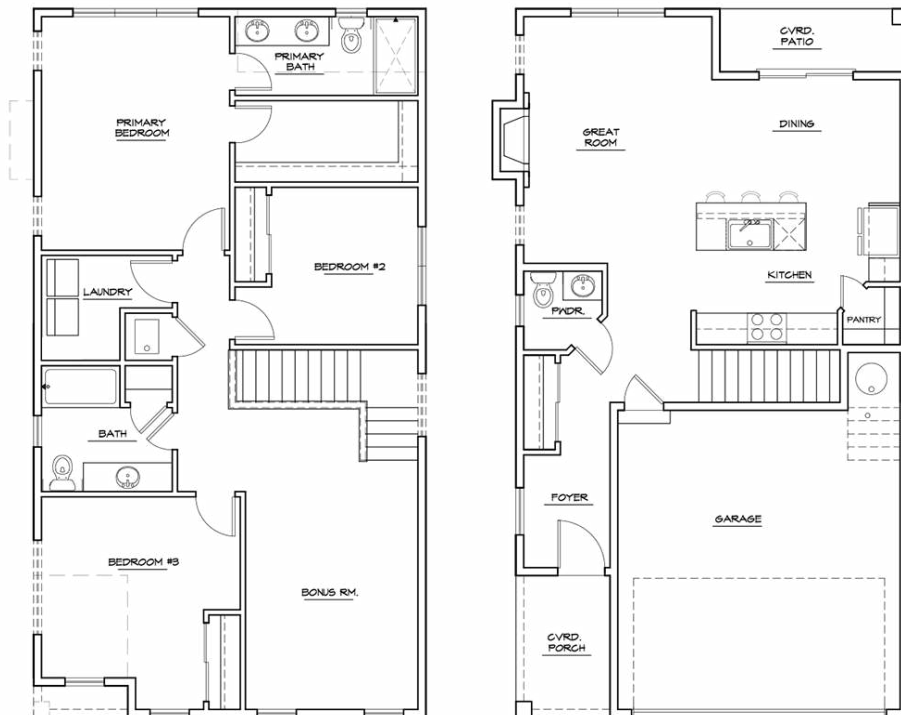 PRIMARY
BATH
PRIMARY
BEDROOM
BEDROOM #2
LAUNDRY
BATH
BEDROOM #3
BONUS RM.
CVRD.
PATIO
DINING
GREAT
ROOM
KITCHEN
PANTRY
PWDR.
FOYER
GARAGE
CVRD.
PORCH